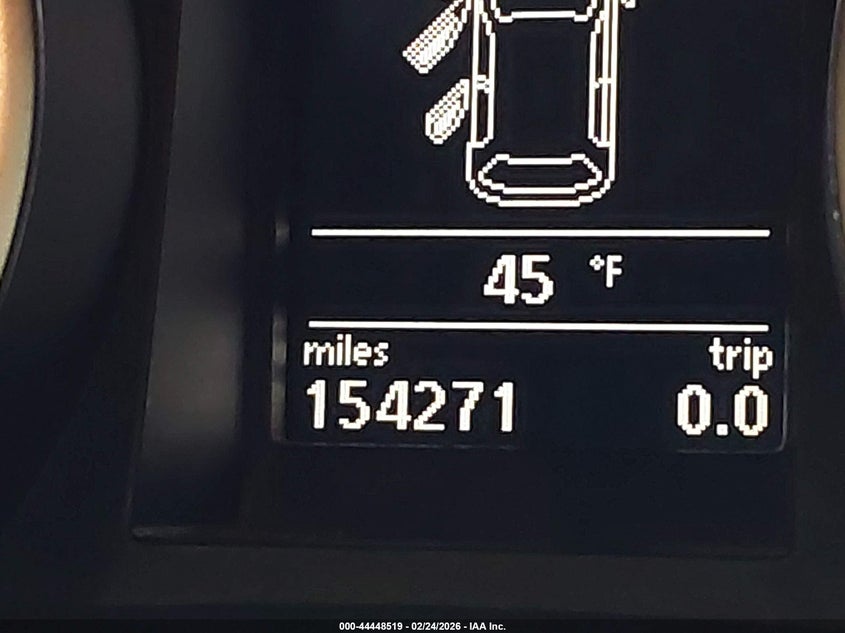 45 °F
miles trip
154271 0.0
000-44448519 - 02/24/2026 - IAA Inc.